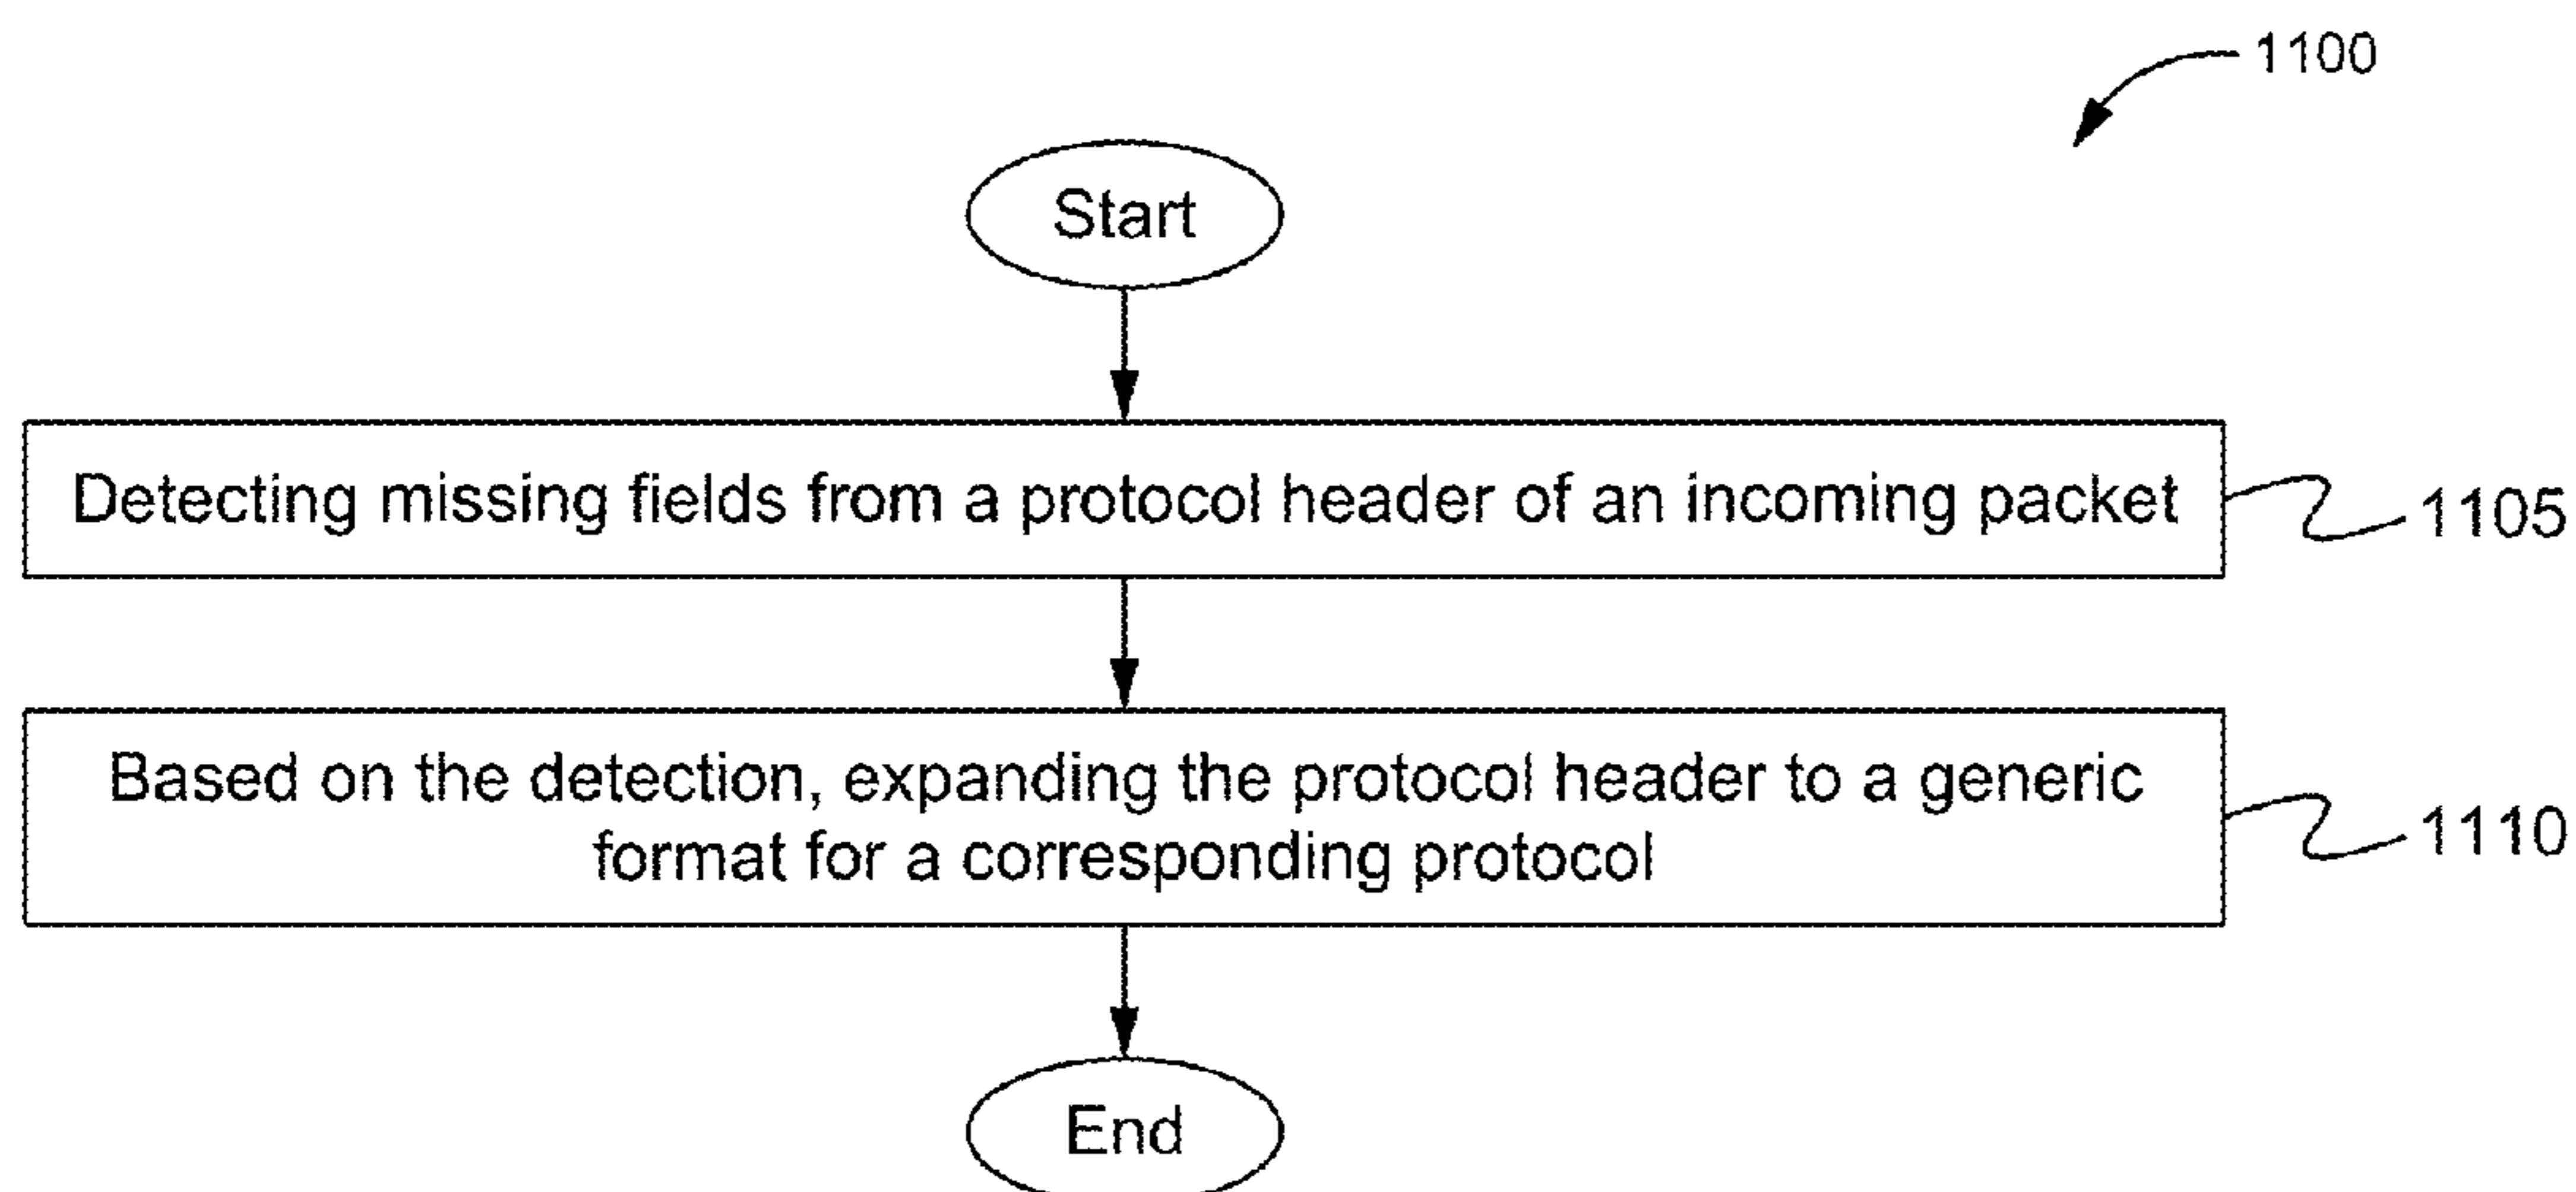 1100
Start
Detecting missing fields from a protocol header of an incoming packet
1105
Based on the detection, expanding the protocol header to a generic
format for a corresponding protocol
1110
End